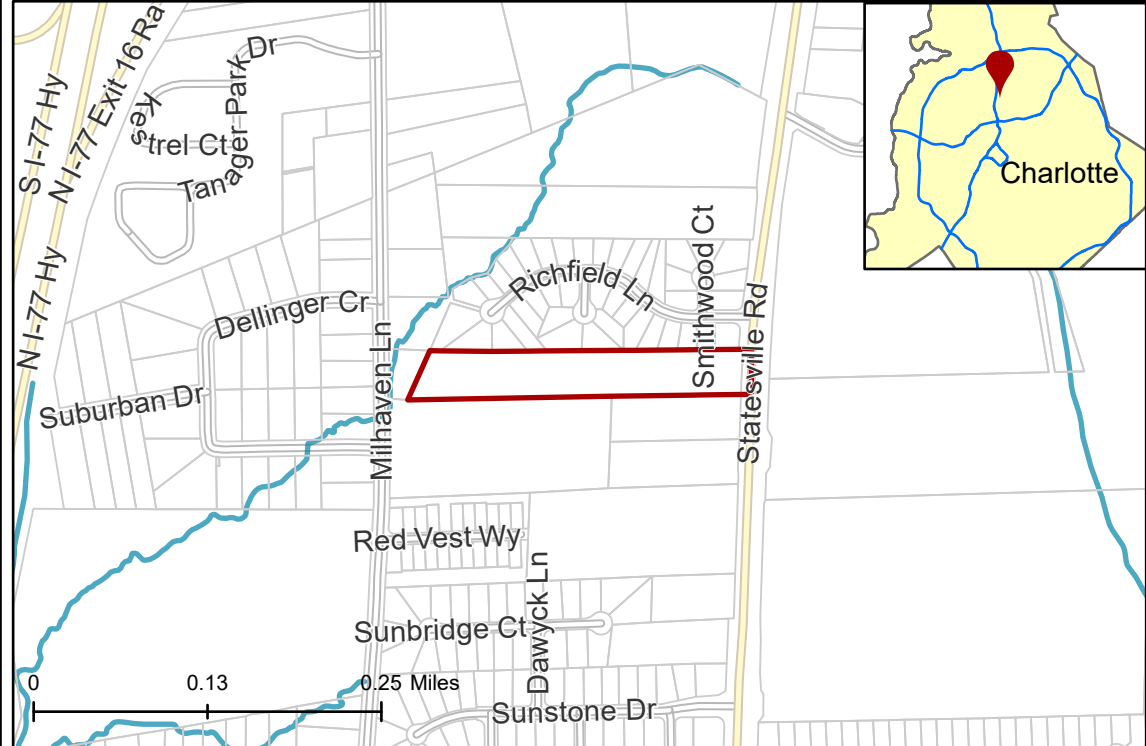 S I-77 Hy
N I-77 Exit 16 Ra
Tanager Park Dr
Kestrel Ct
Charlotte
N I-77 Hy
Dellinger Cr
Suburban Dr
Milhaven Ln
Richfield Ln
Smithwood Ct
Statesville Rd
Red Vest Wy
Dawyck Ln
Sunbridge Ct
Sunstone Dr
0 0.13 0.25 Miles